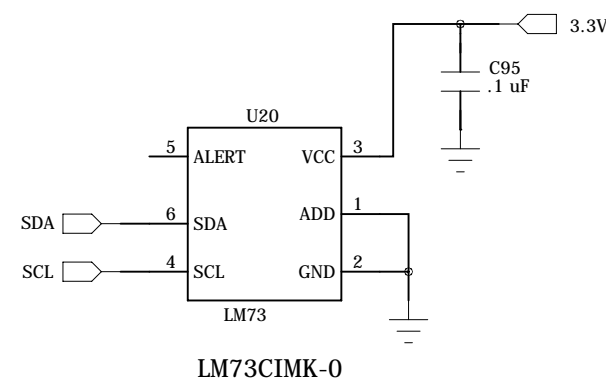 3.3V
C95
.1 uF
U20
5 ALERT VCC 3
SDA 6 SDA ADD 1
SCL 4 SCL GND 2
LM73
LM73CIMK-0